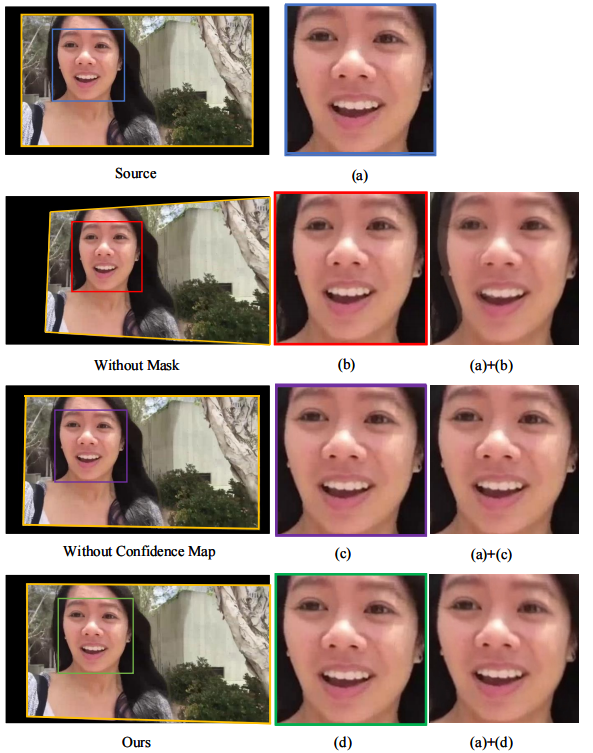 Source
(a)
Without Mask
(b)
(a)+(b)
Without Confidence Map
(c)
(a)+(c)
Ours
(d)
(a)+(d)